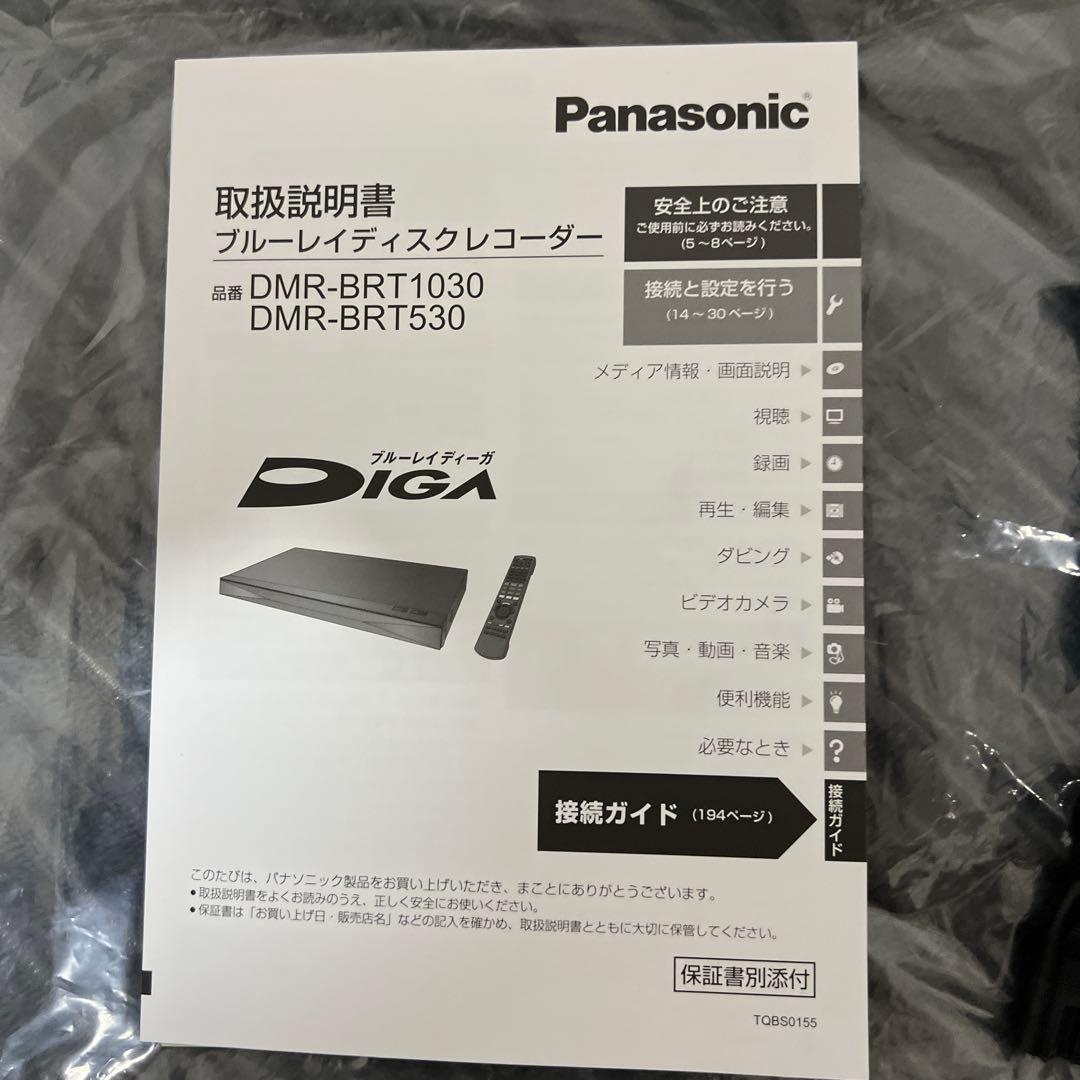 Panasonic®
取扱説明書
ブルーレイディスクレコーダー
品番 DMR-BRT1030
DMR-BRT530
安全上のご注意
ご使用前に必ずお読みください。
(5~8ページ)
接続と設定を行う
(14~30ページ)
メディア情報・画面説明 ▶
視聴 ▶
録画 ▶
再生・編集 ▶
ダビング ▶
ビデオカメラ ▶
写真・動画・音楽 ▶
便利機能 ▶
必要なとき ▶ ?
接続ガイド (194ページ)
接続ガイド
ブルーレイディーガ
DIGA
このたびは、パナソニック製品をお買い上げいただき、まことにありがとうございます。
●取扱説明書をよくお読みのうえ、正しく安全にお使いください。
●保証書は「お買い上げ日・販売店名」などの記入を確かめ、取扱説明書とともに大切に保管してください。
保証書別添付
TQBS0155